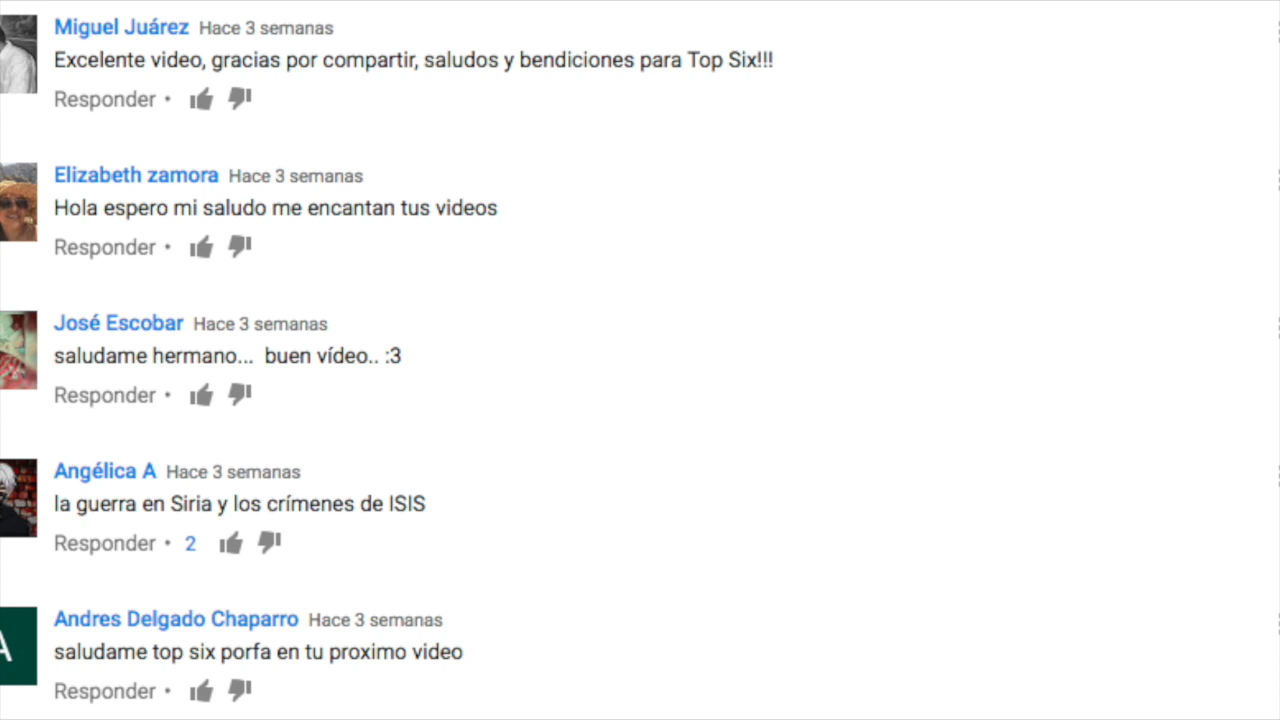 Miguel Juárez Hace 3 semanas
Excelente video, gracias por compartir, saludos y bendiciones para Top Six!!!
Responder •
Elizabeth zamora Hace 3 semanas
Hola espero mi saludo me encantan tus videos
Responder •
José Escobar Hace 3 semanas
saludame hermano...  buen vídeo.. :3
Responder •
Angélica A Hace 3 semanas
la guerra en Siria y los crímenes de ISIS
Responder • 2
A
Andres Delgado Chaparro Hace 3 semanas
saludame top six porfa en tu proximo video
Responder •